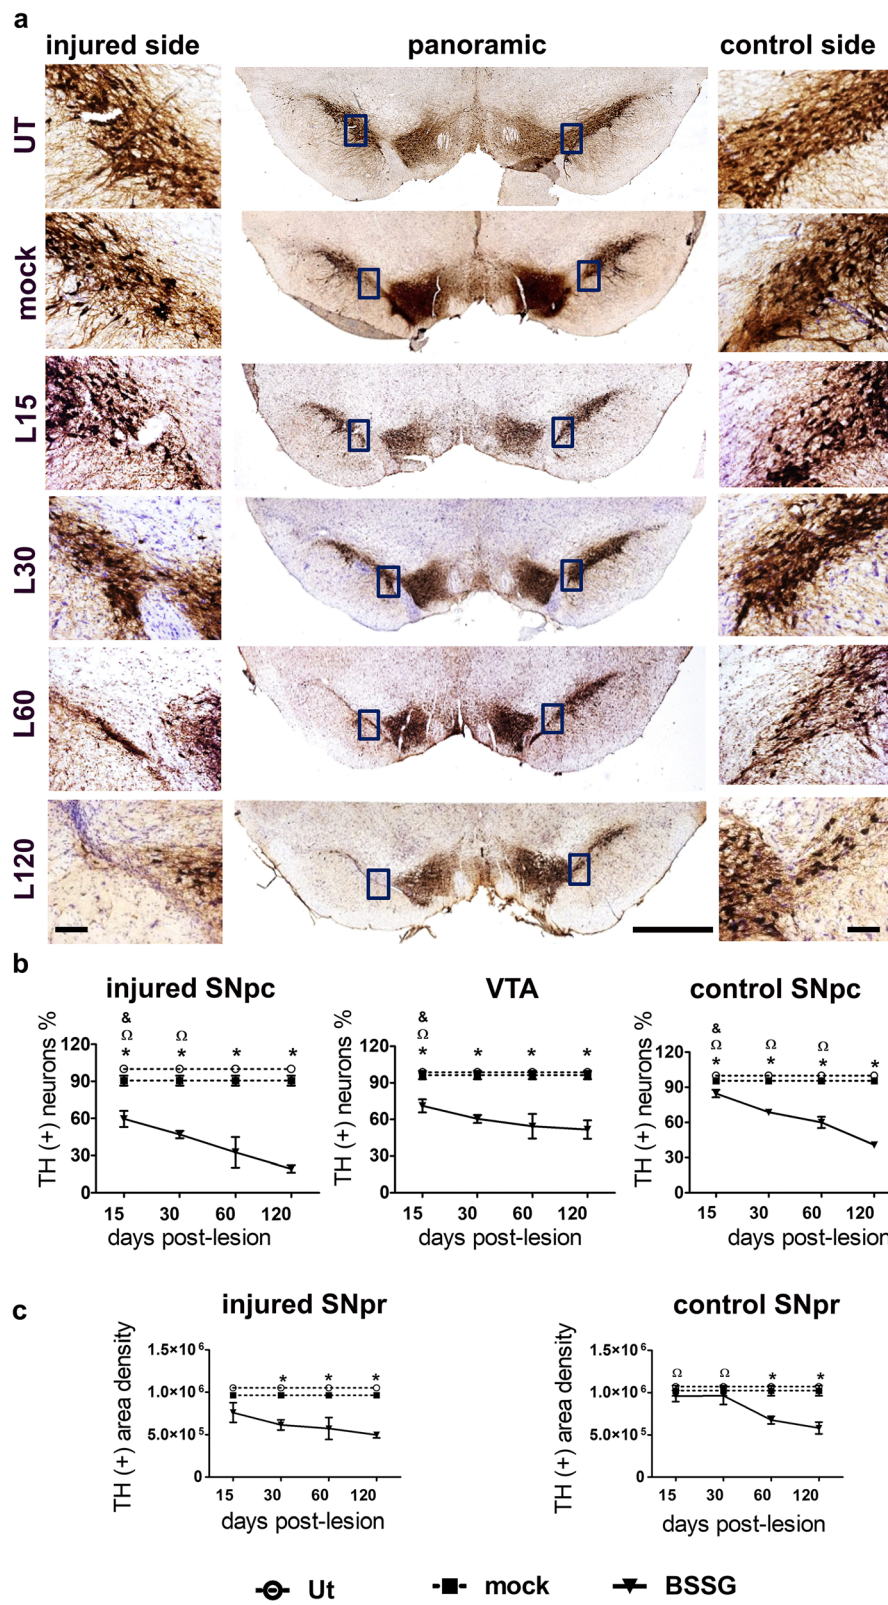 a
injured side panoramic control side
UT
mock
L15
L30
L60
L120
b
injured SNpc VTA control SNpc
TH (+) neurons %
120
90
60
30
0
&
Ω Ω
* * * *
15 30 60 120
days post-lesion
TH (+) neurons %
120
90
60
30
0
&
Ω
* * * *
15 30 60 120
days post-lesion
TH (+) neurons %
120
90
60
30
0
&
Ω Ω Ω
* * * *
15 30 60 120
days post-lesion
c
injured SNpr control SNpr
TH (+) area density
1.5×10⁶
1.0×10⁶
5.0×10⁵
0
* * *
15 30 60 120
days post-lesion
TH (+) area density
1.5×10⁶
1.0×10⁶
5.0×10⁵
0
Ω Ω * *
15 30 60 120
days post-lesion
Ut mock BSSG